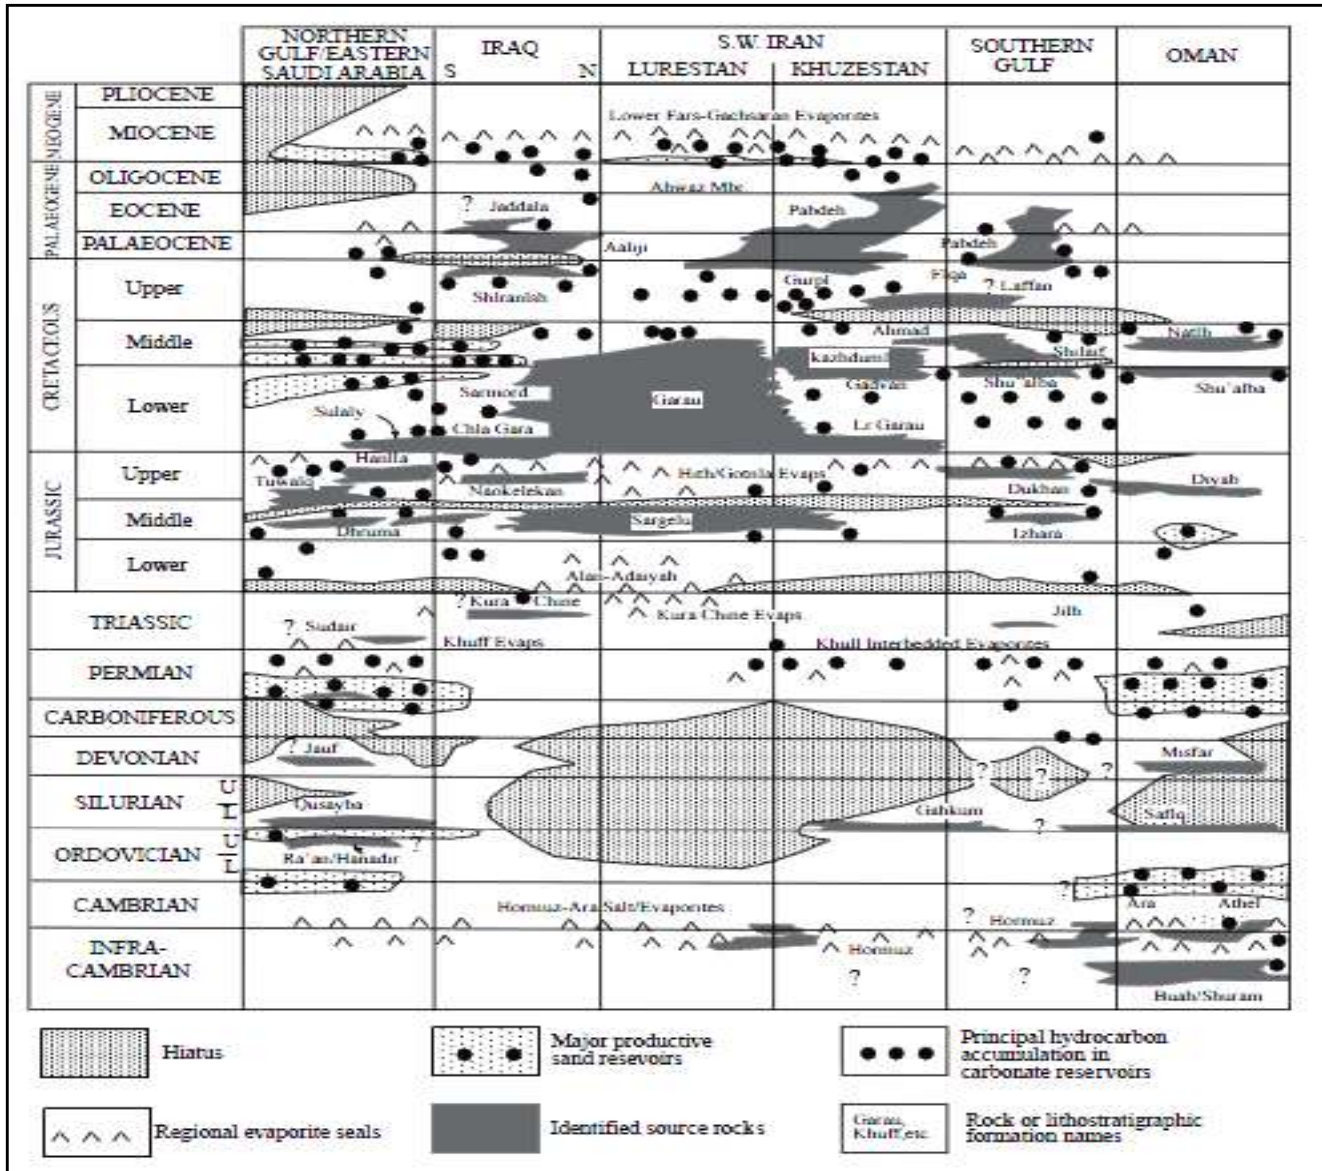 NORTHERN
GULF/EASTERN
SAUDI ARABIA
IRAQ
S N
S.W. IRAN
LURESTAN KHUZESTAN
SOUTHERN
GULF
OMAN
NEOGENE
PLIOCENE
MIOCENE
Lower Fars-Gachsaran Evaporites
PALAEOGENE
OLIGOCENE
Ahwaz Mbr.
EOCENE
? Jaddala Pabdeh
PALAEOCENE
Aaliji Pabdeh
CRETACEOUS
Upper
Shiranish Gurpi Fiqa ? Laffan
Middle
Ahmad Natih
kazhdumi Shilaif
Lower
Sarmord Garau Gadvan Shu'aiba Shu'aiba
Sulaiy Chia Gara Lr Garau
JURASSIC
Upper
Hanifa Hith/Gotnia Evaps
Tuwaiq Naokelekan Dukhan Diyab
Middle
Dhruma Sargelu Izhara
Lower
Alan-Adaiyah
TRIASSIC
? Kura Chine Kura Chine Evaps Jilh
? Sudair Khuff Evaps Khuff Interbedded Evaporites
PERMIAN
CARBONIFEROUS
DEVONIAN
? Jauf Misfar
? ? ?
SILURIAN U
L
Qusayba Gahkum Safiq
?
ORDOVICIAN U
L
Ra'an/Hanadir ?
CAMBRIAN
?
Hormuz-Ara Salt/Evaporites ? Hormuz Ara Athel
INFRA-
CAMBRIAN
Hormuz
? ?
Buah/Shuram
Hiatus
Major productive
sand resevoirs
Principal hydrocarbon
accumulation in
carbonate reservoirs
Regional evaporite seals
Identified source rocks
Garau,
Khuff,etc
Rock or lithostratigraphic
formation names